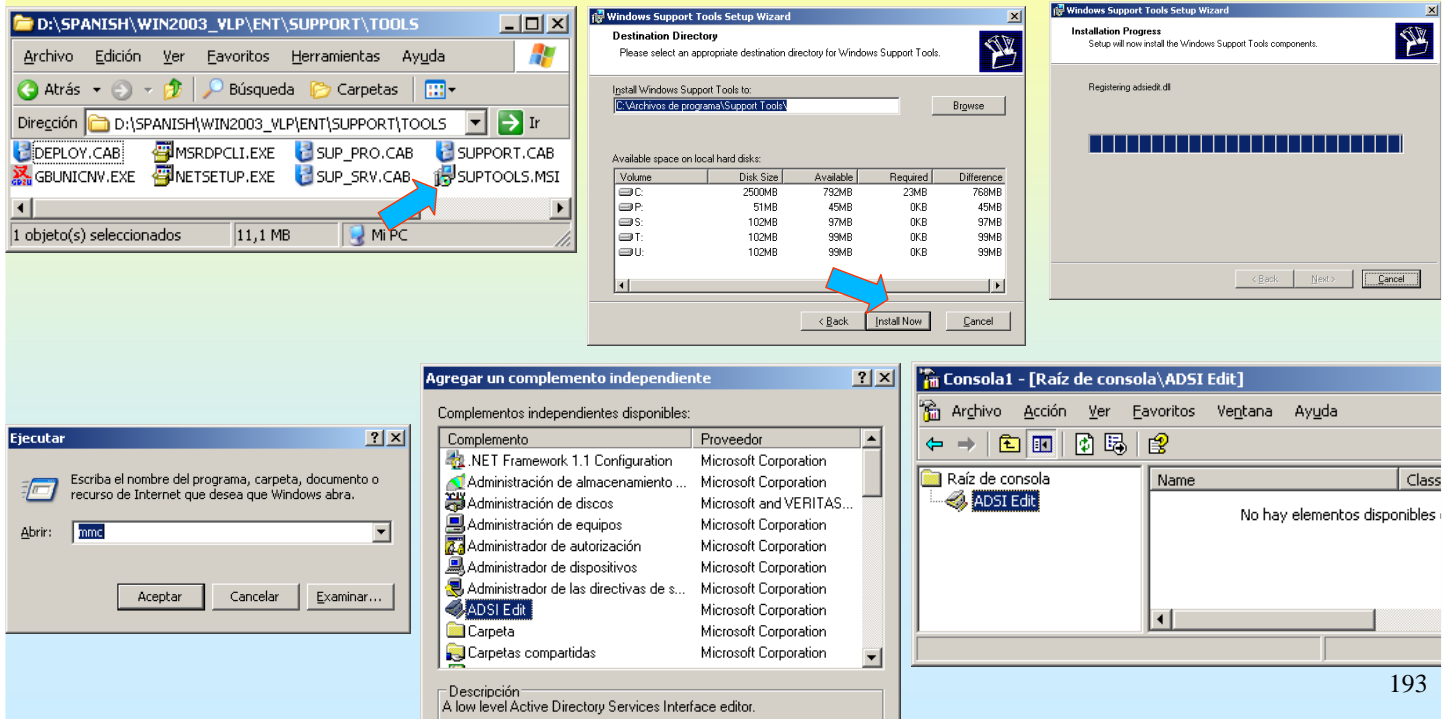 D:\SPANISH\WIN2003_VLP\ENT\SUPPORT\TOOLS
Archivo Edición Ver Favoritos Herramientas Ayuda
Atrás Búsqueda Carpetas
Dirección D:\SPANISH\WIN2003_VLP\ENT\SUPPORT\TOOLS Ir
DEPLOY.CAB MSRDPCLI.EXE SUP_PRO.CAB SUPPORT.CAB
GBUNICNV.EXE NETSETUP.EXE SUP_SRV.CAB SUPTOOLS.MSI
1 objeto(s) seleccionados 11,1 MB Mi PC
Windows Support Tools Setup Wizard
Destination Directory
Please select an appropriate destination directory for Windows Support Tools.
Install Windows Support Tools to:
C:\Archivos de programa\Support Tools\ Browse
Available space on local hard disks:
Volume Disk Size Available Required Difference
C: 2500MB 792MB 23MB 768MB
P: 51MB 45MB 0KB 45MB
S: 102MB 97MB 0KB 97MB
T: 102MB 99MB 0KB 99MB
U: 102MB 99MB 0KB 99MB
< Back Install Now Cancel
Windows Support Tools Setup Wizard
Installation Progress
Setup will now install the Windows Support Tools components.
Registering adsiedit.dll
< Back Next > Cancel
Ejecutar
Escriba el nombre del programa, carpeta, documento o
recurso de Internet que desea que Windows abra.
Abrir: mmc
Aceptar Cancelar Examinar...
Agregar un complemento independiente
Complementos independientes disponibles:
Complemento Proveedor
.NET Framework 1.1 Configuration Microsoft Corporation
Administración de almacenamiento ... Microsoft Corporation
Administración de discos Microsoft and VERITAS...
Administración de equipos Microsoft Corporation
Administrador de autorización Microsoft Corporation
Administrador de dispositivos Microsoft Corporation
Administrador de las directivas de s... Microsoft Corporation
ADSI Edit Microsoft Corporation
Carpeta Microsoft Corporation
Carpetas compartidas Microsoft Corporation
Descripción
A low level Active Directory Services Interface editor.
Consola1 - [Raíz de consola\ADSI Edit]
Archivo Acción Ver Favoritos Ventana Ayuda
Raíz de consola
ADSI Edit
Name Class
No hay elementos disponibles
193